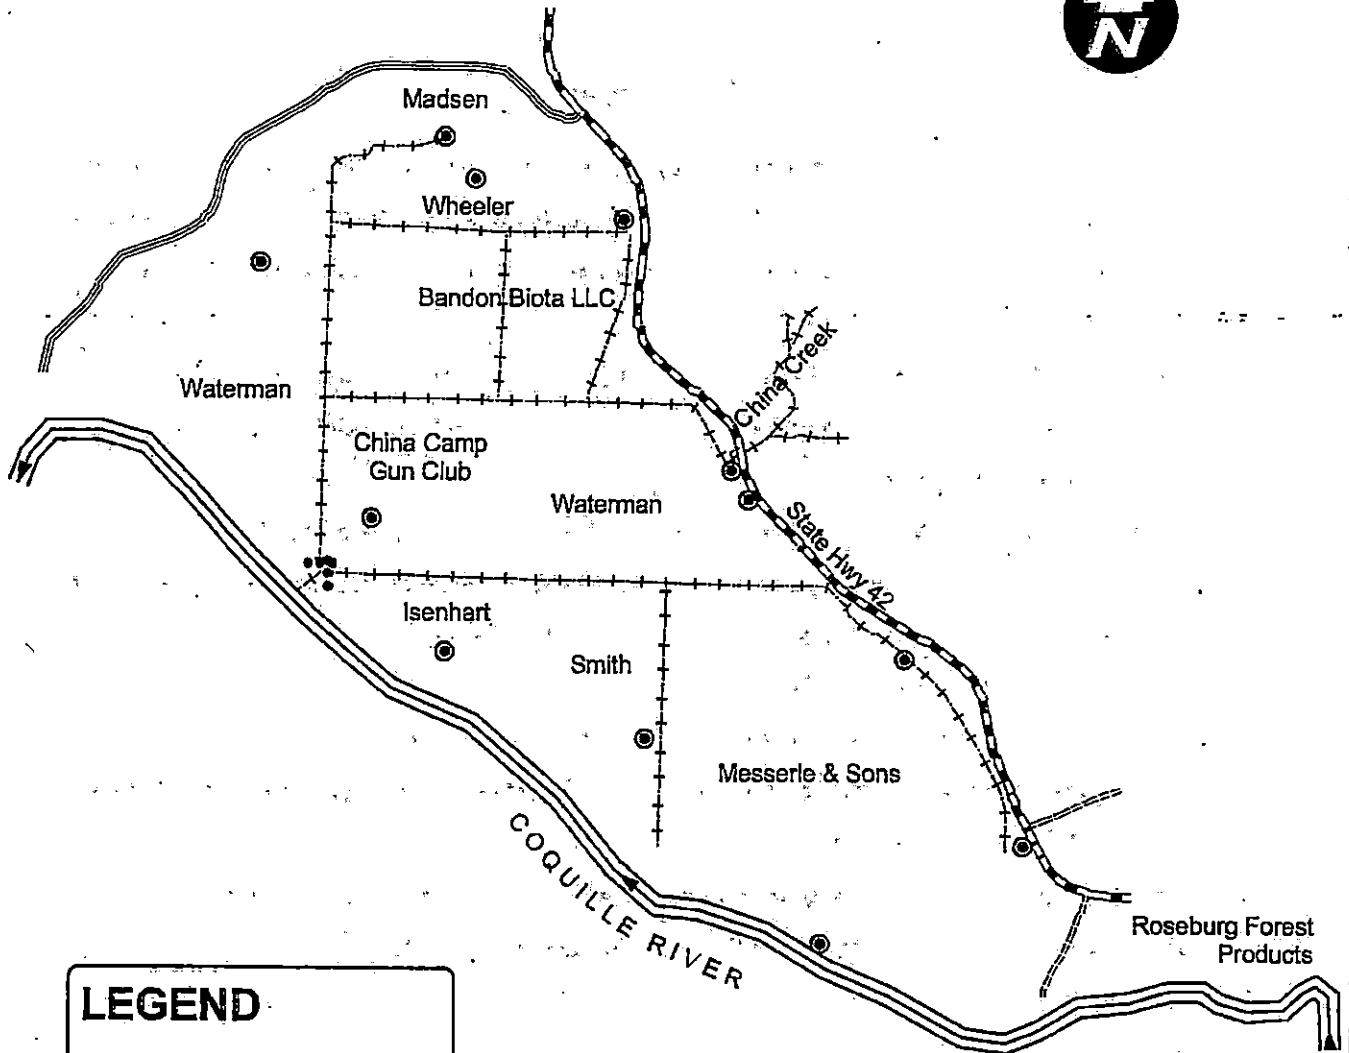 N
Madsen
Wheeler
Bandon Biota LLC
China Creek
Waterman
China Camp
Gun Club
Waterman
State Hwy 42
Isenhart
Smith
Messerle & Sons
COQUILLE RIVER
Roseburg Forest
Products
LEGEND